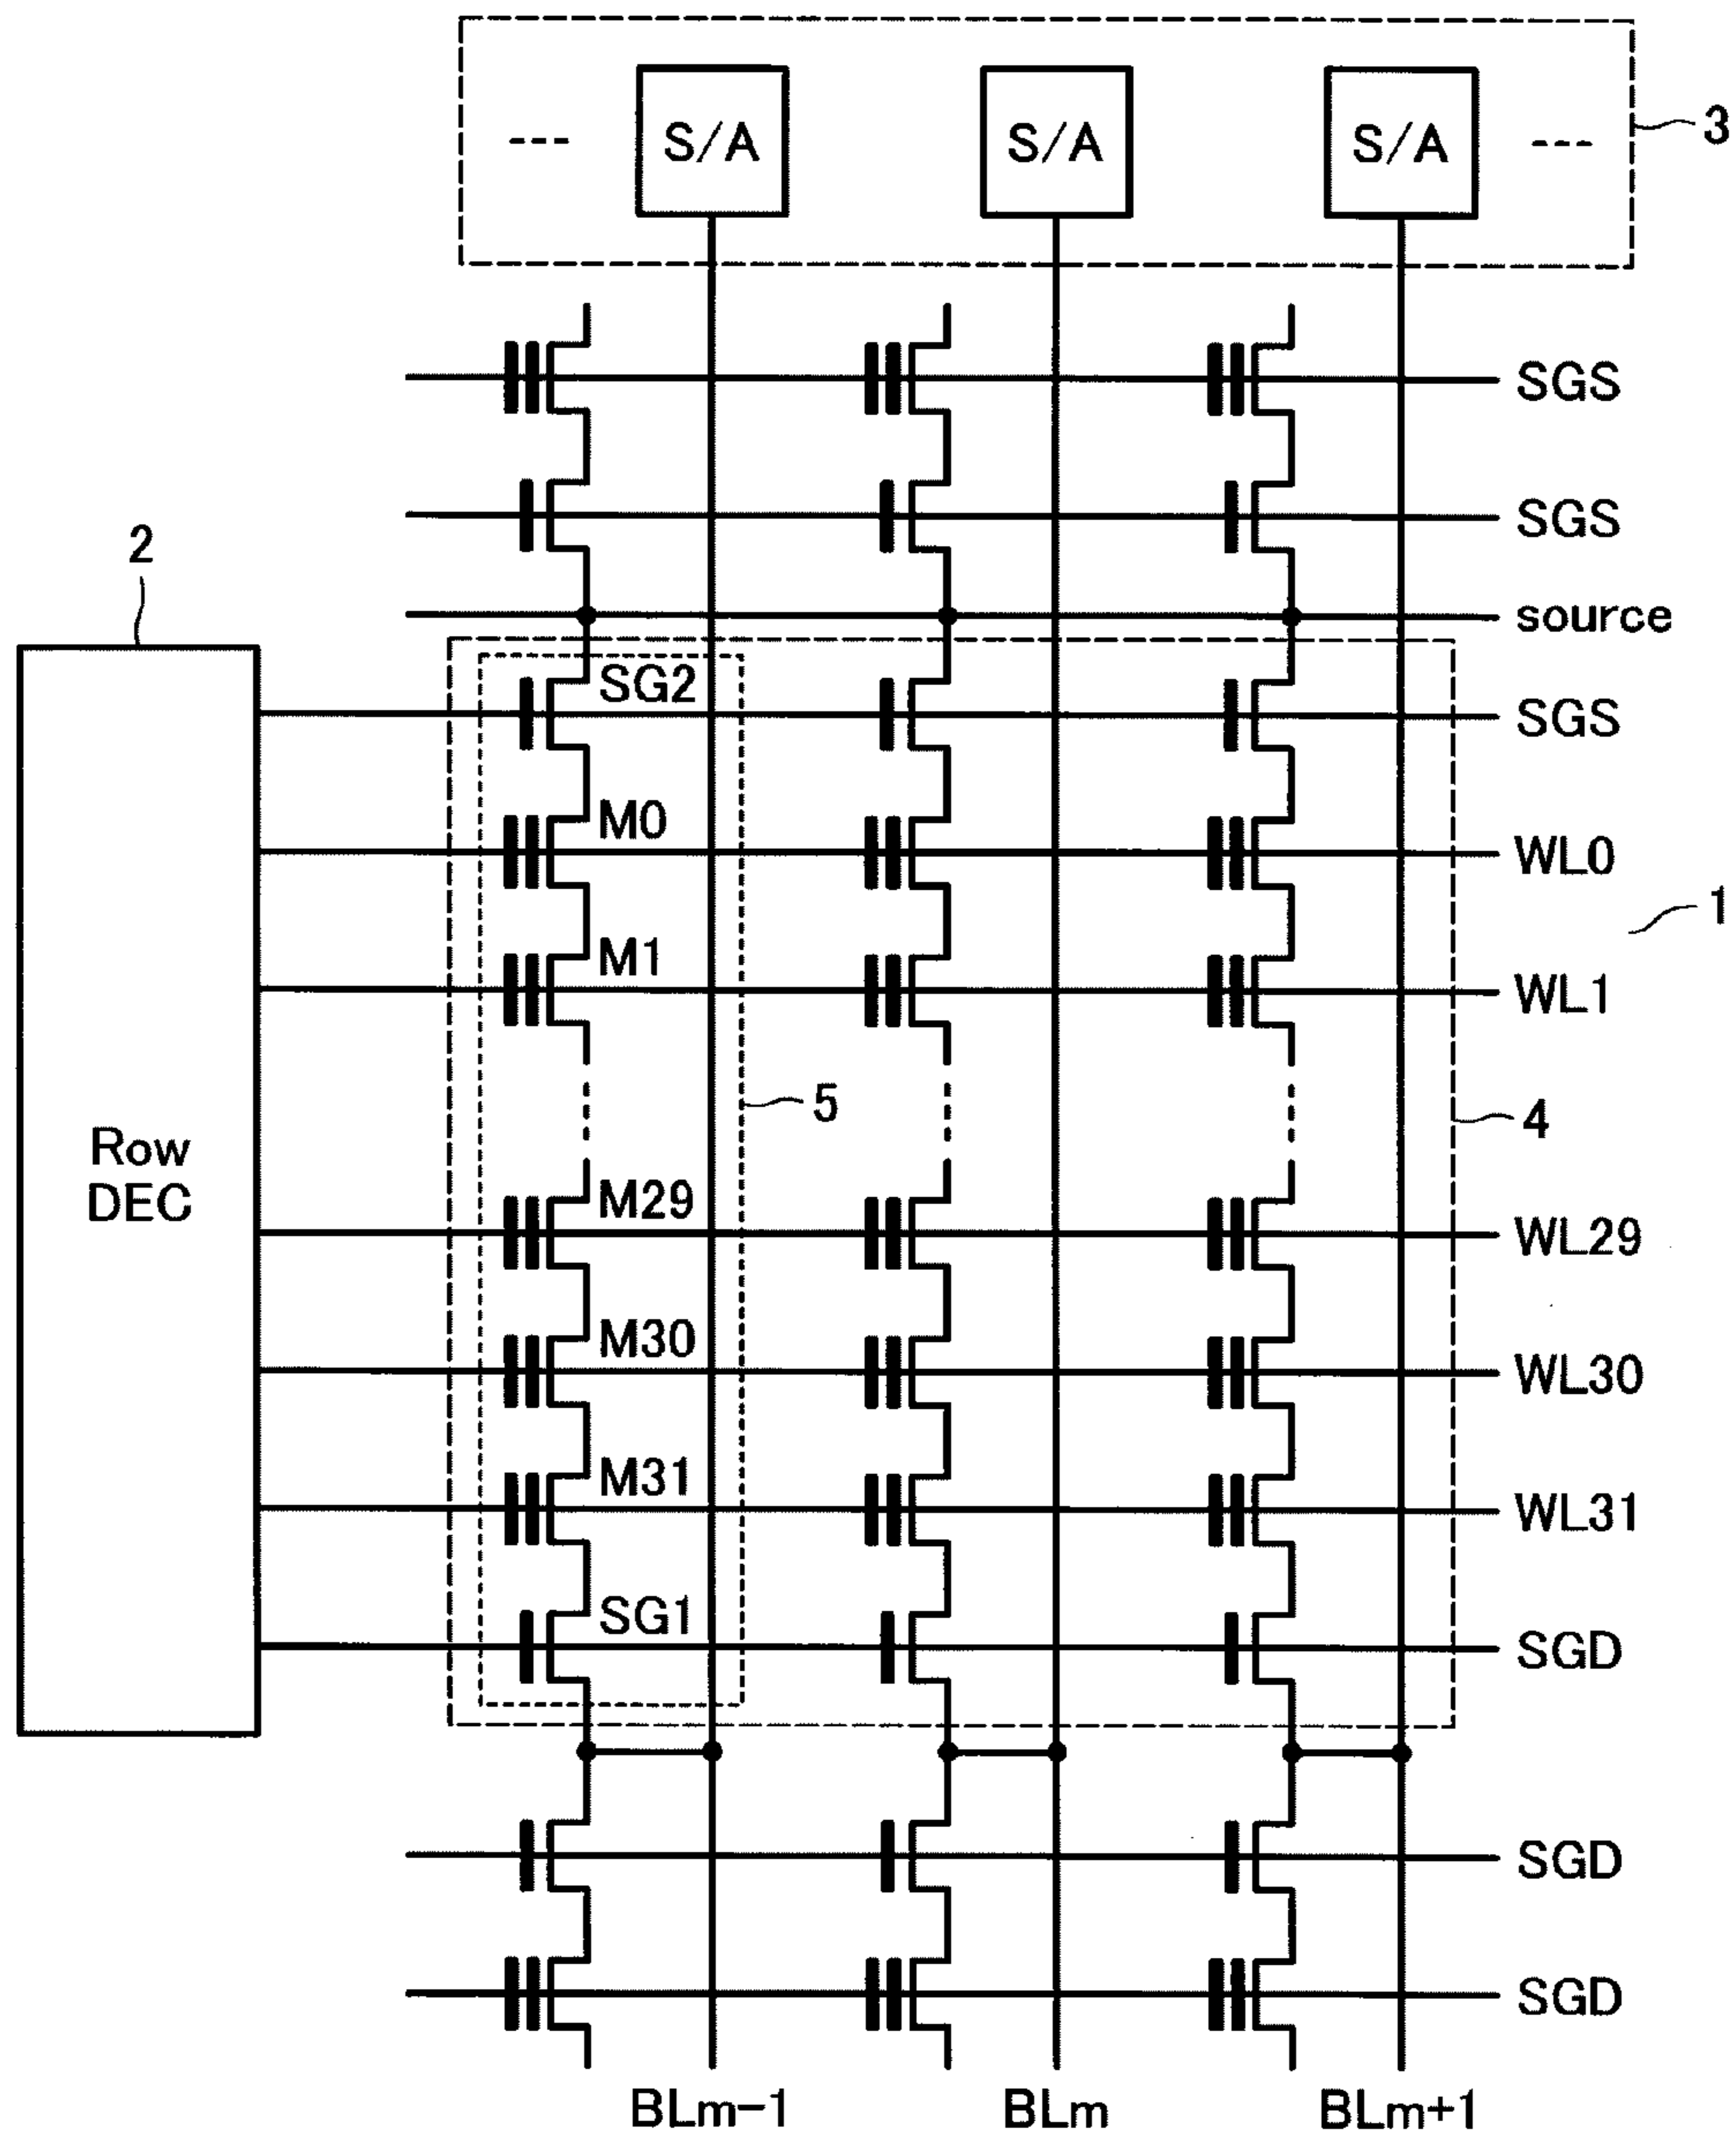 --- S/A S/A S/A --- 3
SGS
SGS
2
source
SG2 SGS
M0 WL0
1
M1 WL1
5 4
Row
DEC
M29 WL29
M30 WL30
M31 WL31
SG1 SGD
SGD
SGD
BLm-1 BLm BLm+1